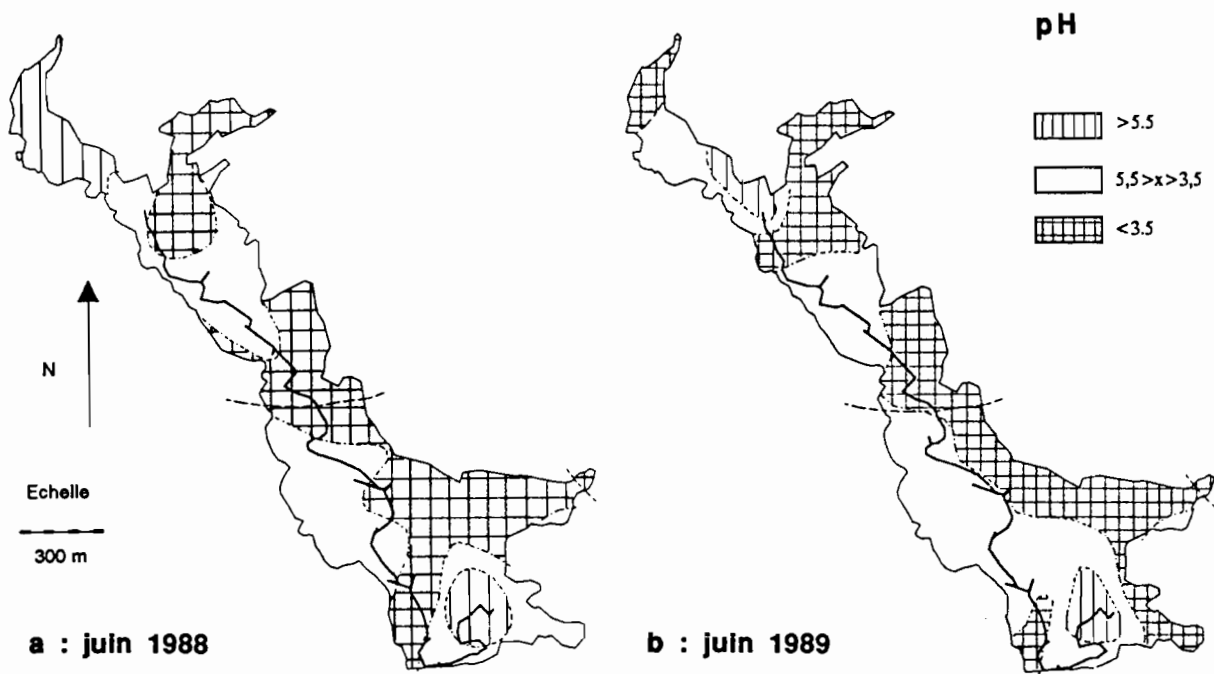 pH
>5.5
5,5>x>3,5
<3.5
N
Echelle
300 m
a : juin 1988
b : juin 1989